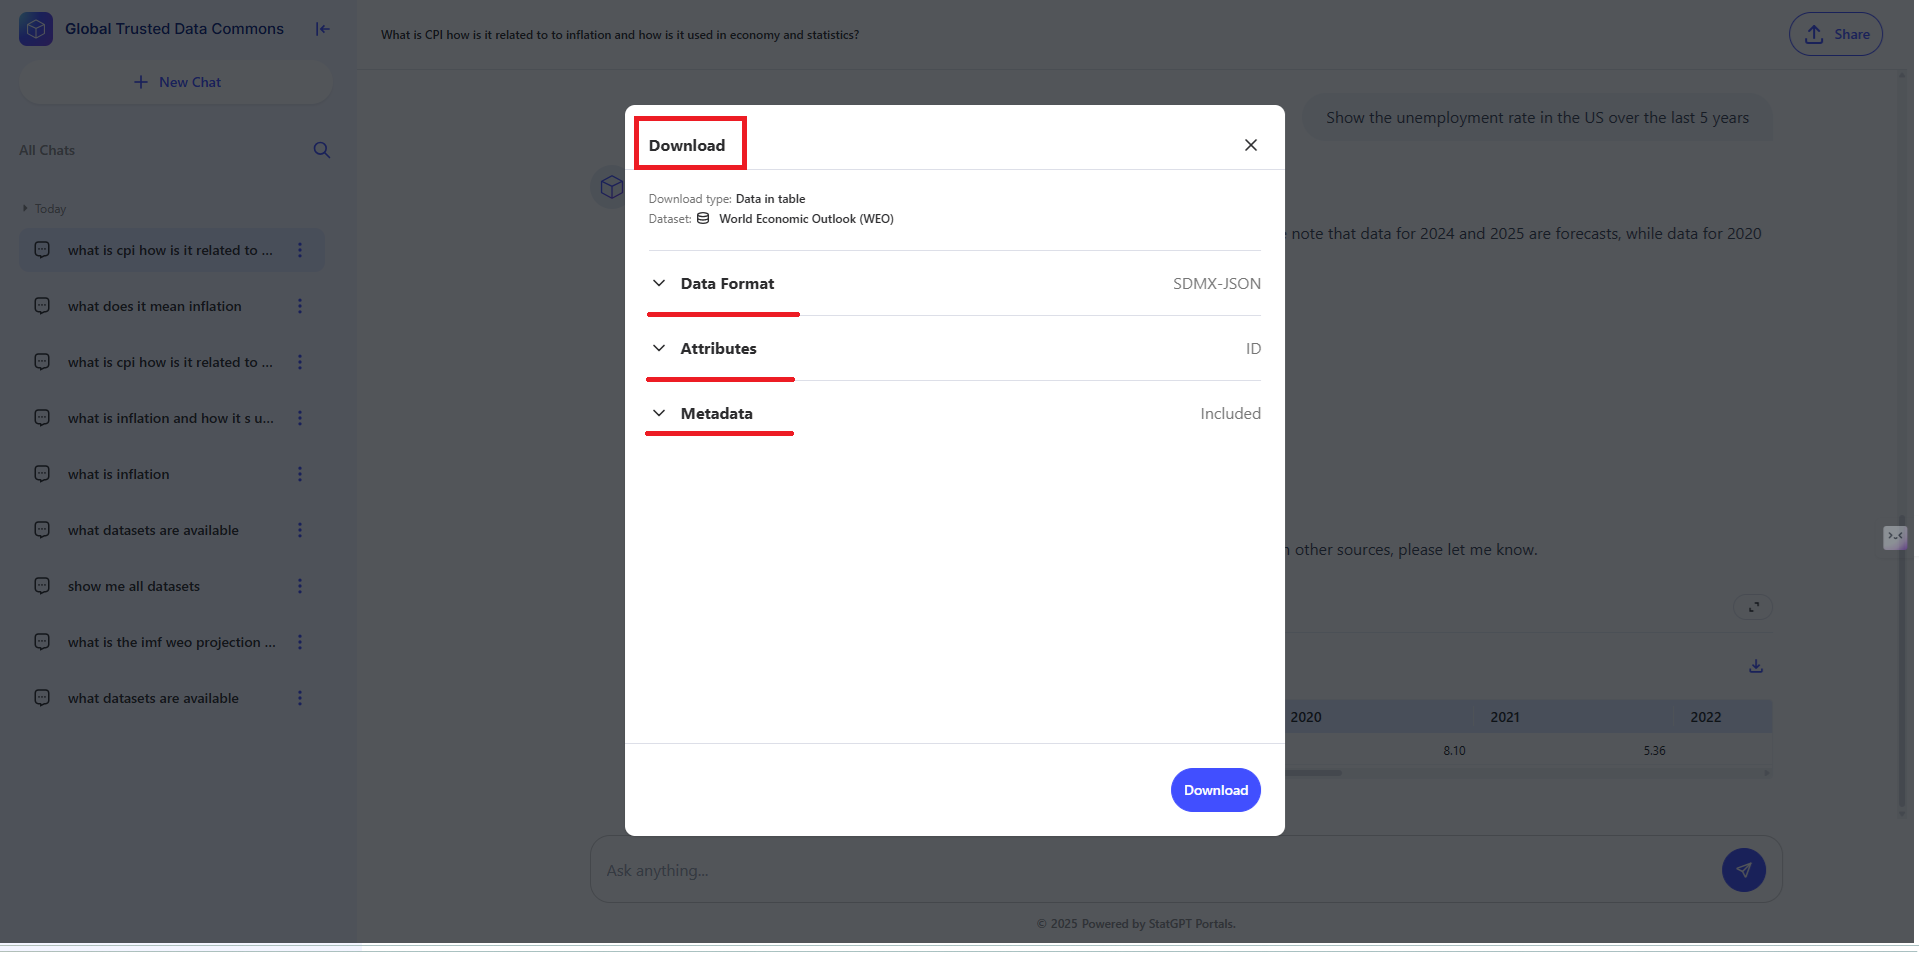 Global Trusted Data Commons
New Chat
All Chats
Today
what is cpi how is it related to ...
what does it mean inflation
what is cpi how is it related to ...
what is inflation and how it s u...
what is inflation
what datasets are available
show me all datasets
what is the imf weo projection ...
what datasets are available
What is CPI how is it related to to inflation and how is it used in economy and statistics?
Share
Show the unemployment rate in the US over the last 5 years
note that data for 2024 and 2025 are forecasts, while data for 2020
other sources, please let me know.
2020 2021 2022
8.10 5.36
Download
Download type: Data in table
Dataset: World Economic Outlook (WEO)
Data Format SDMX-JSON
Attributes ID
Metadata Included
Download
Ask anything...
© 2025 Powered by StatGPT Portals.